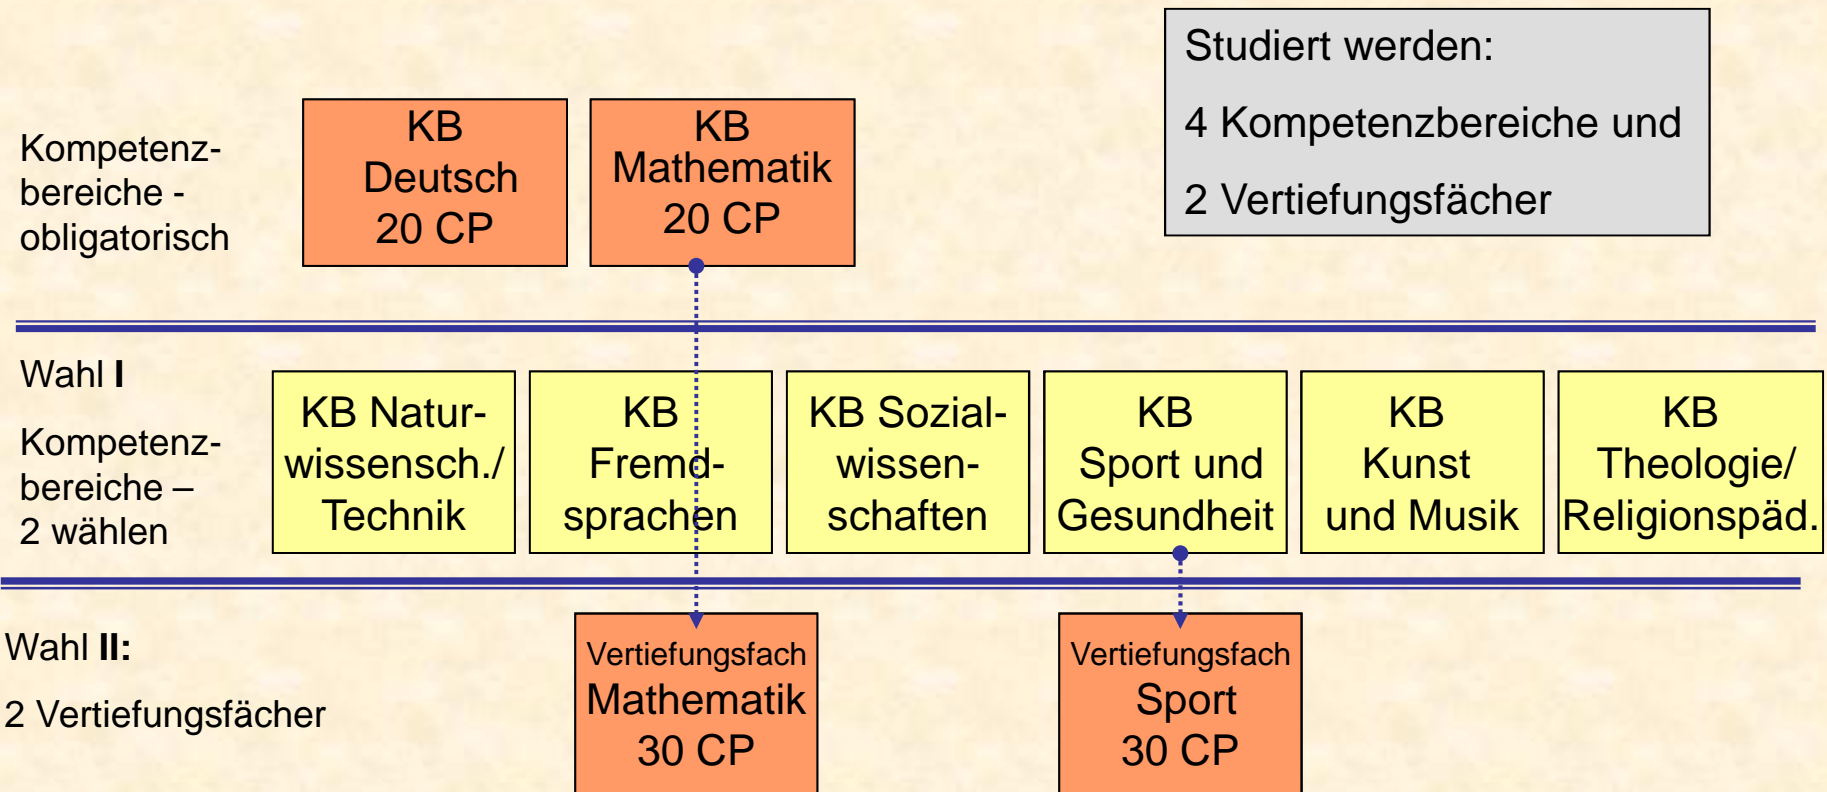 Studiert werden:
4 Kompetenzbereiche und
2 Vertiefungsfächer
Kompetenz-
bereiche -
obligatorisch
KB
Deutsch
20 CP
KB
Mathematik
20 CP
Wahl I
Kompetenz-
bereiche –
2 wählen
KB Natur-
wissensch./
Technik
KB
Fremd-
sprachen
KB Sozial-
wissen-
schaften
KB
Sport und
Gesundheit
KB
Kunst
und Musik
KB
Theologie/
Religionspäd.
Wahl II:
2 Vertiefungsfächer
Vertiefungsfach
Mathematik
30 CP
Vertiefungsfach
Sport
30 CP